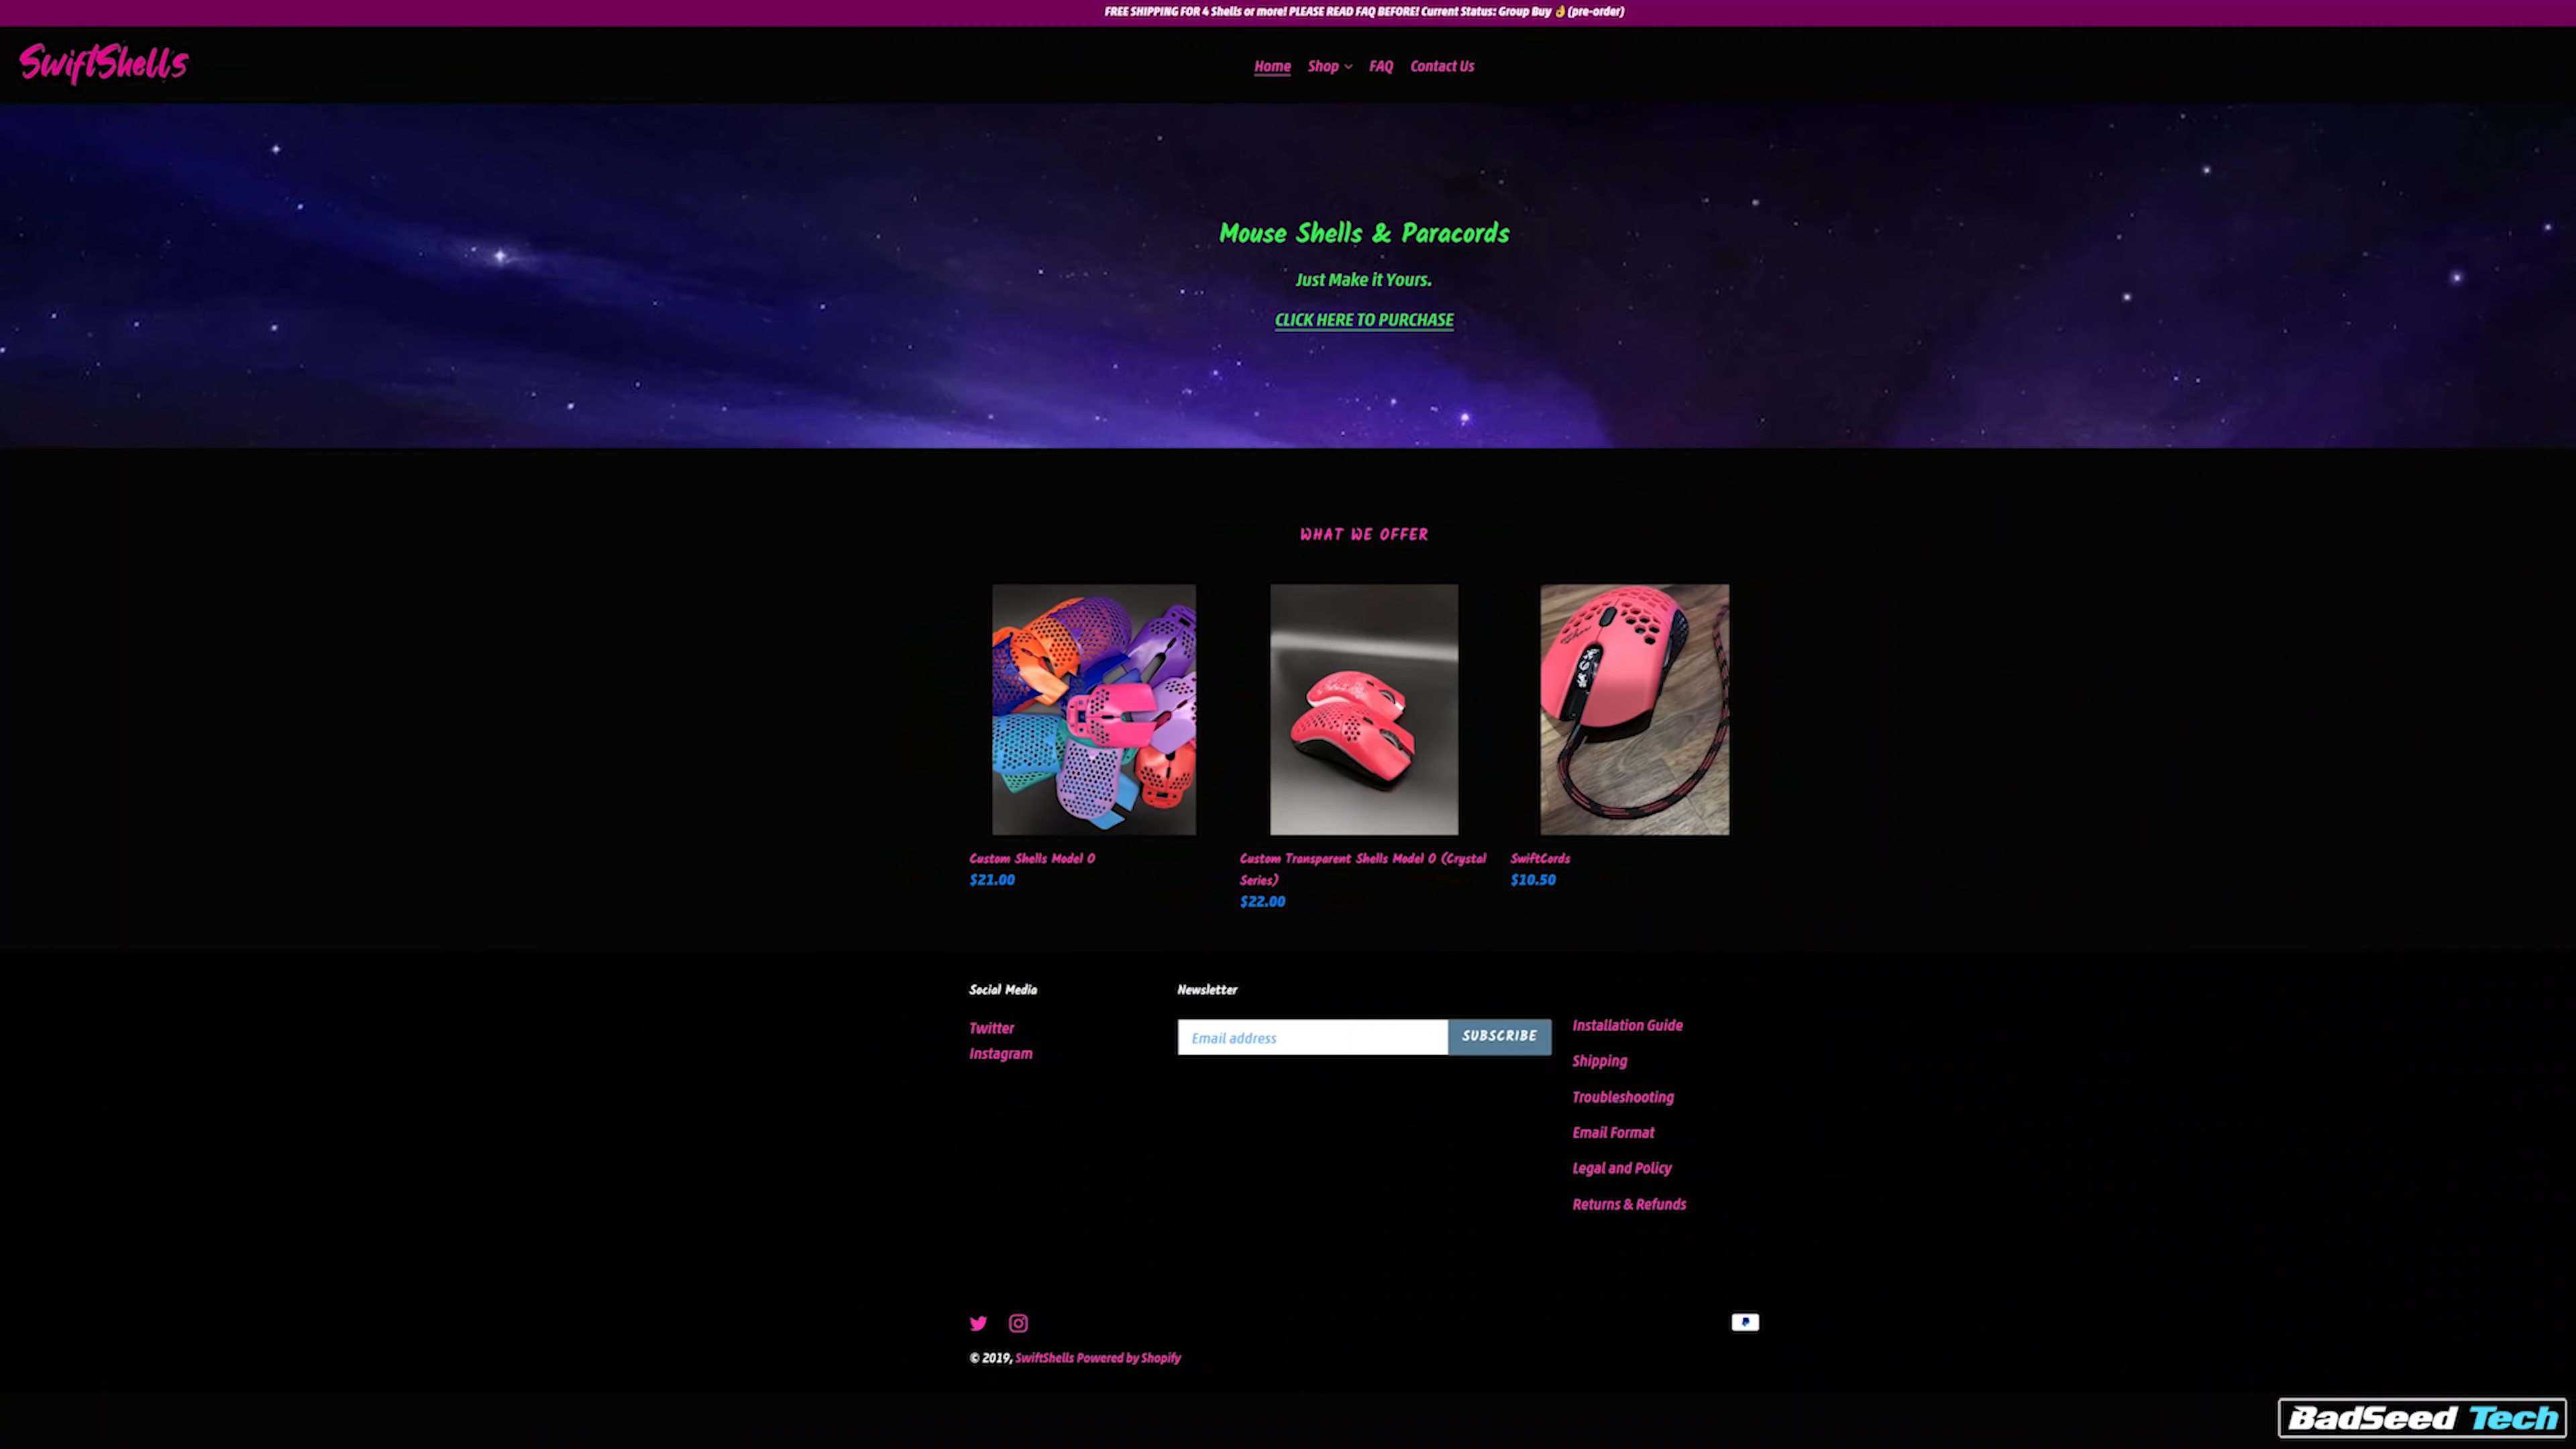 FREE SHIPPING FOR 4 Shells or more! PLEASE READ FAQ BEFORE! Current Status: Group Buy 👌 (pre-order)
SwiftShells
Home Shop FAQ Contact Us
Mouse Shells & Paracords
Just Make it Yours.
CLICK HERE TO PURCHASE
WHAT WE OFFER
Custom Shells Model O
$21.00
Custom Transparent Shells Model O (Crystal
Series)
$22.00
SwiftCords
$10.50
Social Media
Twitter
Instagram
Newsletter
Email address SUBSCRIBE
Installation Guide
Shipping
Troubleshooting
Email Format
Legal and Policy
Returns & Refunds
© 2019, SwiftShells Powered by Shopify
BadSeed Tech